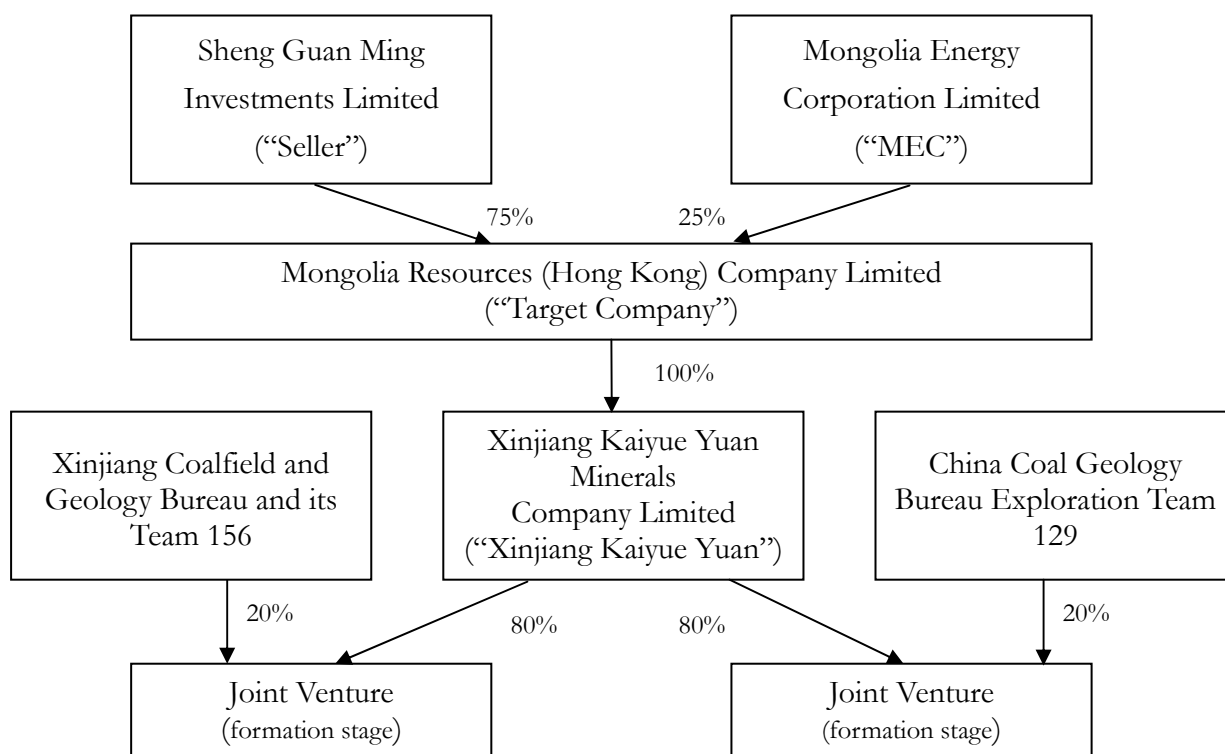 Sheng Guan Ming
Investments Limited
(“Seller”)
Mongolia Energy
Corporation Limited
(“MEC”)
75%
25%
Mongolia Resources (Hong Kong) Company Limited
(“Target Company”)
100%
Xinjiang Coalfield and
Geology Bureau and its
Team 156
Xinjiang Kaiyue Yuan
Minerals
Company Limited
(“Xinjiang Kaiyue Yuan”)
China Coal Geology
Bureau Exploration Team
129
20%
80%
80%
20%
Joint Venture
(formation stage)
Joint Venture
(formation stage)